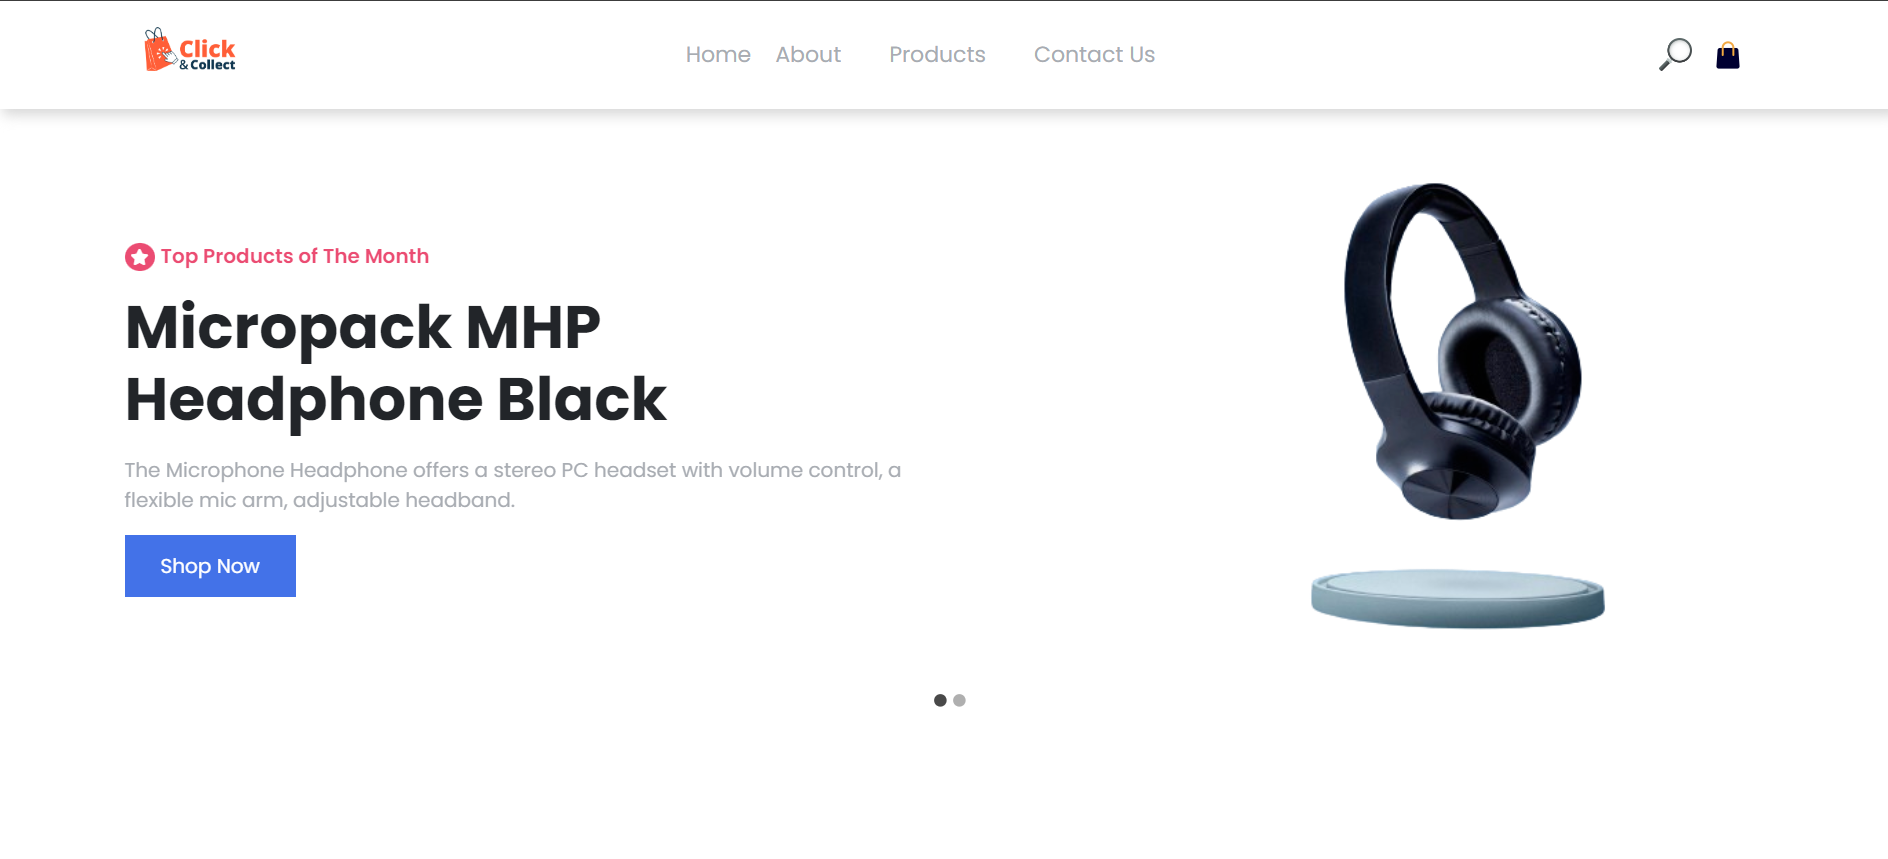 Click
&Collect
Home About Products Contact Us
Top Products of The Month
Micropack MHP
Headphone Black
The Microphone Headphone offers a stereo PC headset with volume control, a
flexible mic arm, adjustable headband.
Shop Now